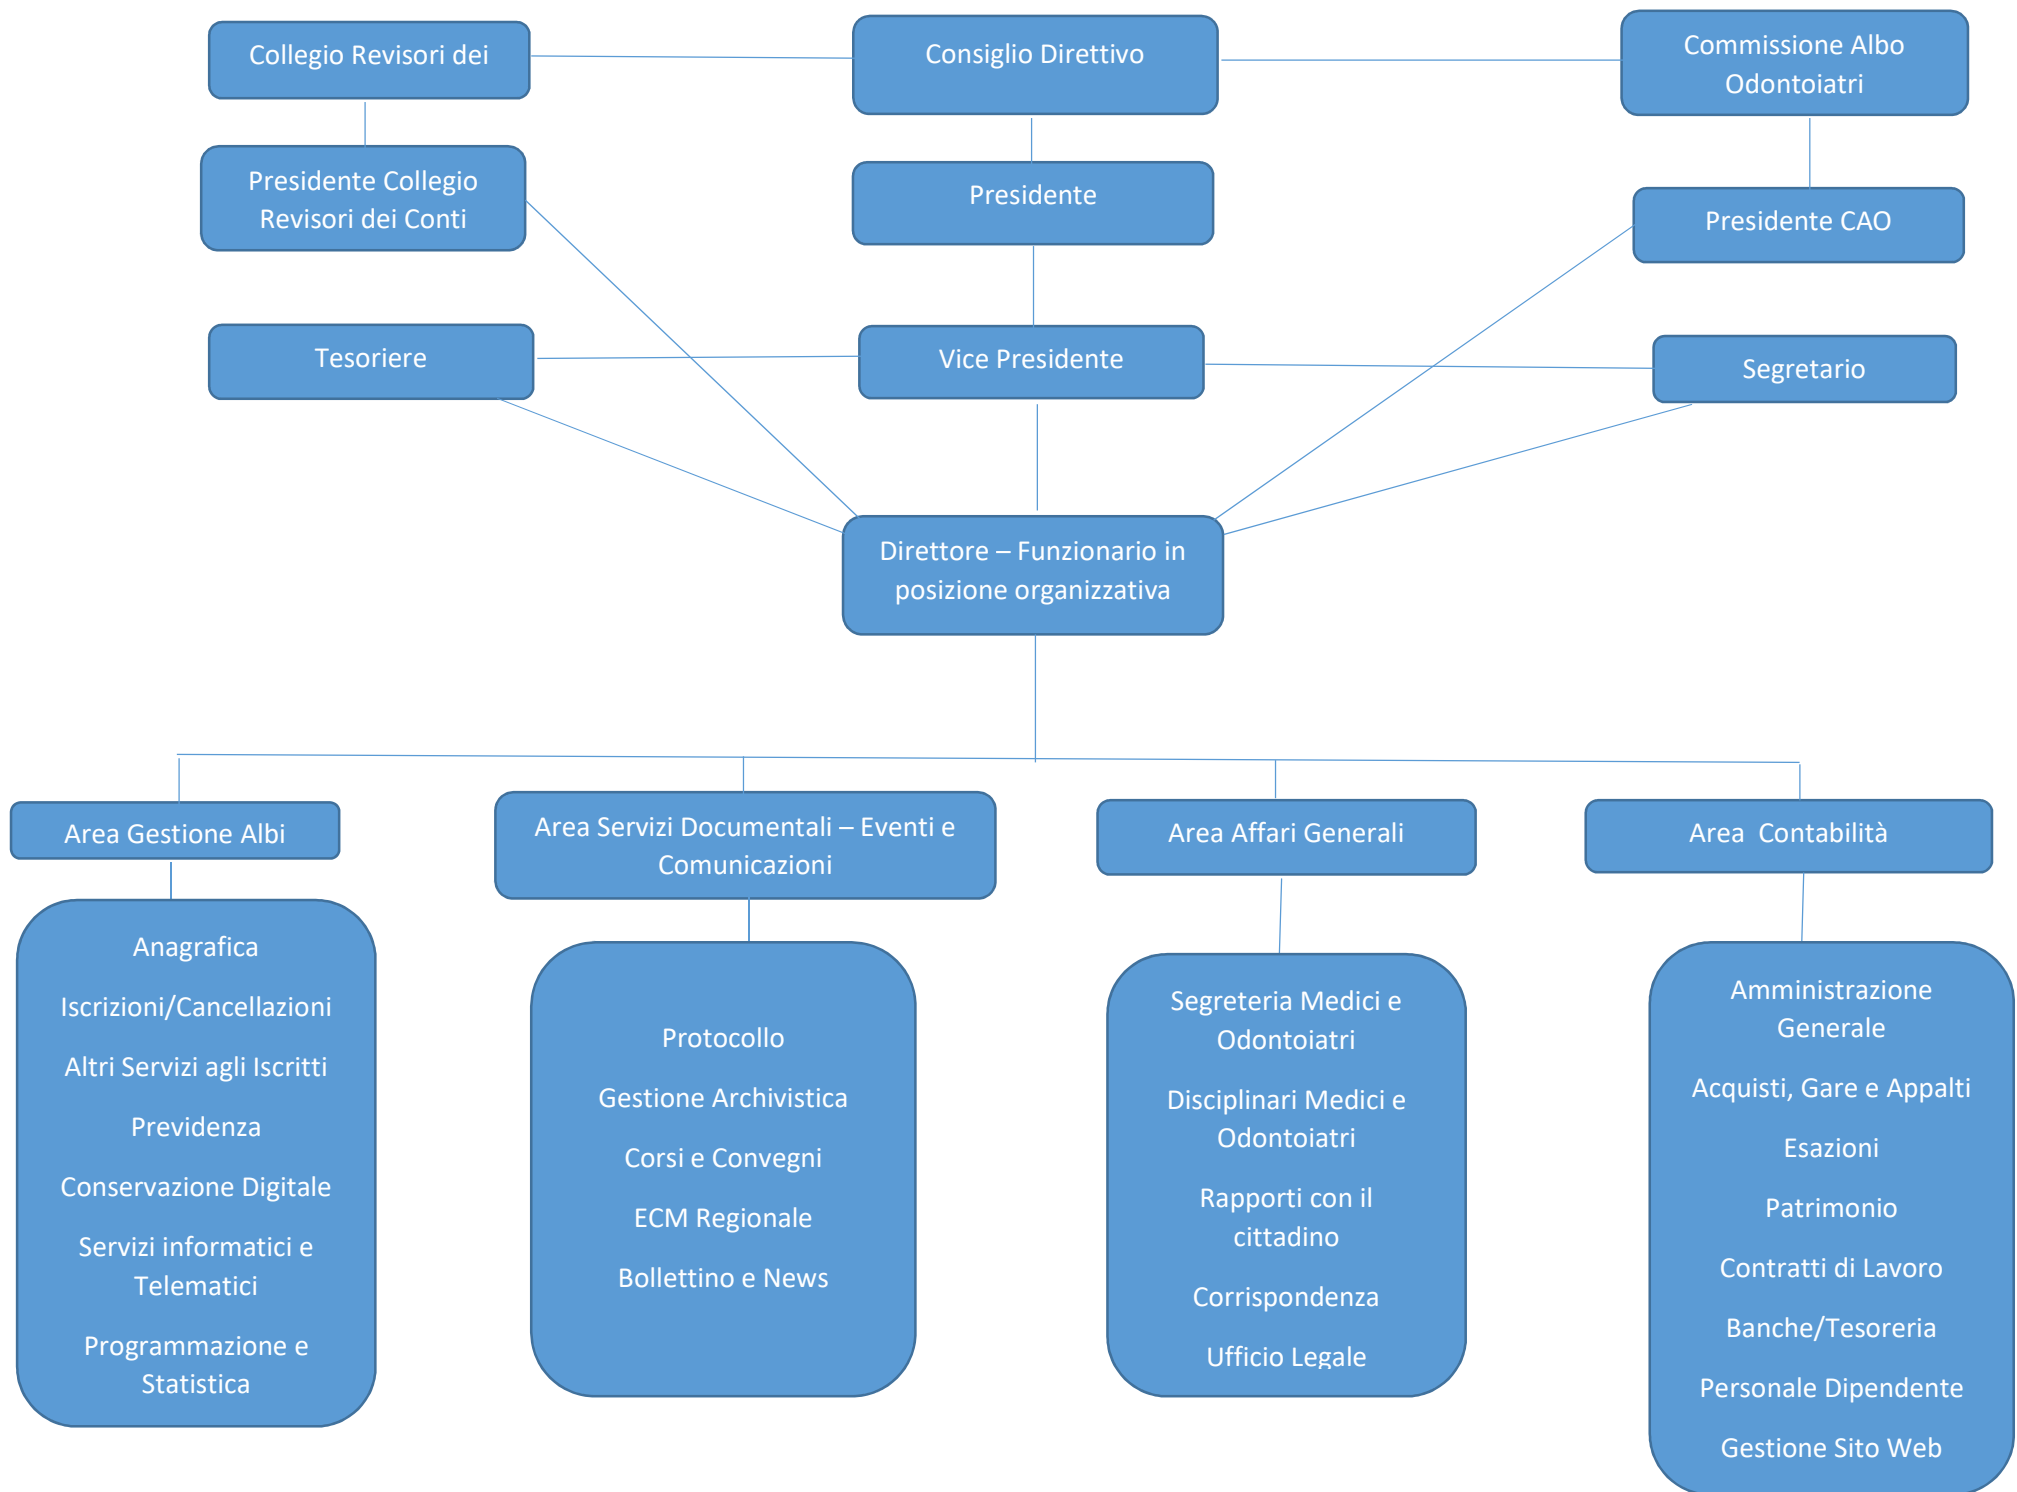 Collegio Revisori dei
Consiglio Direttivo
Commissione Albo
Odontoiatri
Presidente Collegio
Revisori dei Conti
Presidente
Presidente CAO
Tesoriere
Vice Presidente
Segretario
Direttore – Funzionario in
posizione organizzativa
Area Gestione Albi
Area Servizi Documentali – Eventi e
Comunicazioni
Area Affari Generali
Area  Contabilità
Anagrafica
Iscrizioni/Cancellazioni
Altri Servizi agli Iscritti
Previdenza
Conservazione Digitale
Servizi informatici e
Telematici
Programmazione e
Statistica
Protocollo
Gestione Archivistica
Corsi e Convegni
ECM Regionale
Bollettino e News
Segreteria Medici e
Odontoiatri
Disciplinari Medici e
Odontoiatri
Rapporti con il
cittadino
Corrispondenza
Ufficio Legale
Amministrazione
Generale
Acquisti, Gare e Appalti
Esazioni
Patrimonio
Contratti di Lavoro
Banche/Tesoreria
Personale Dipendente
Gestione Sito Web